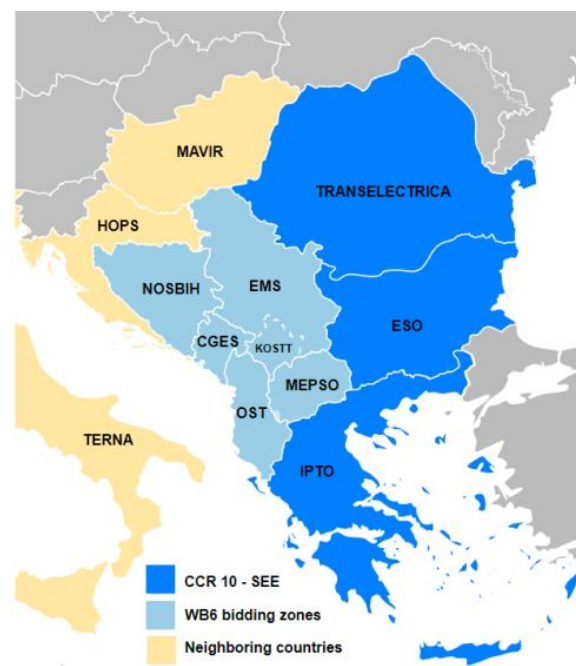 MAVIR
TRANSELECTRICA
HOPS
NOSBIH
EMS
ESO
CGES
KOSTT
MEPSO
OST
TERNA
IPTO
CCR 10 - SEE
WB6 bidding zones
Neighboring countries